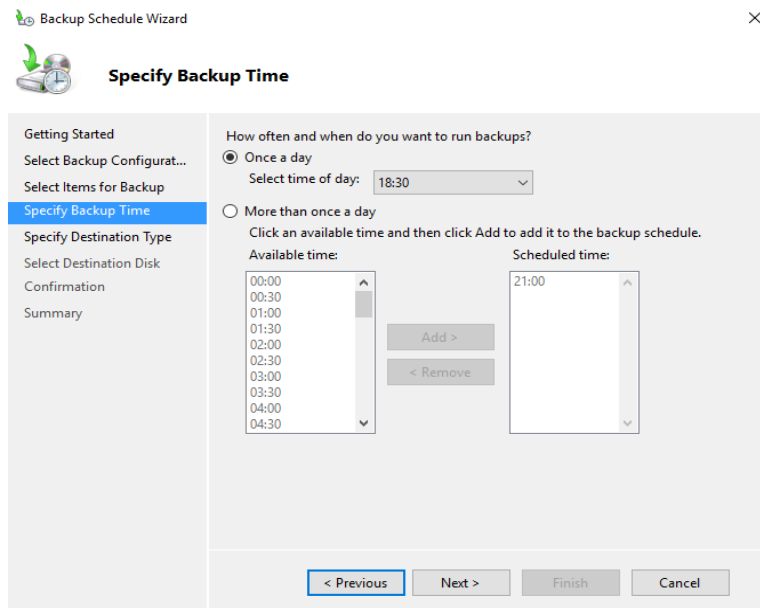 Backup Schedule Wizard
Specify Backup Time
Getting Started
Select Backup Configurat...
Select Items for Backup
Specify Backup Time
Specify Destination Type
Select Destination Disk
Confirmation
Summary
How often and when do you want to run backups?
Once a day
Select time of day: 18:30
More than once a day
Click an available time and then click Add to add it to the backup schedule.
Available time:
00:00
00:30
01:00
01:30
02:00
02:30
03:00
03:30
04:00
04:30
Add >
< Remove
Scheduled time:
21:00
< Previous Next > Finish Cancel